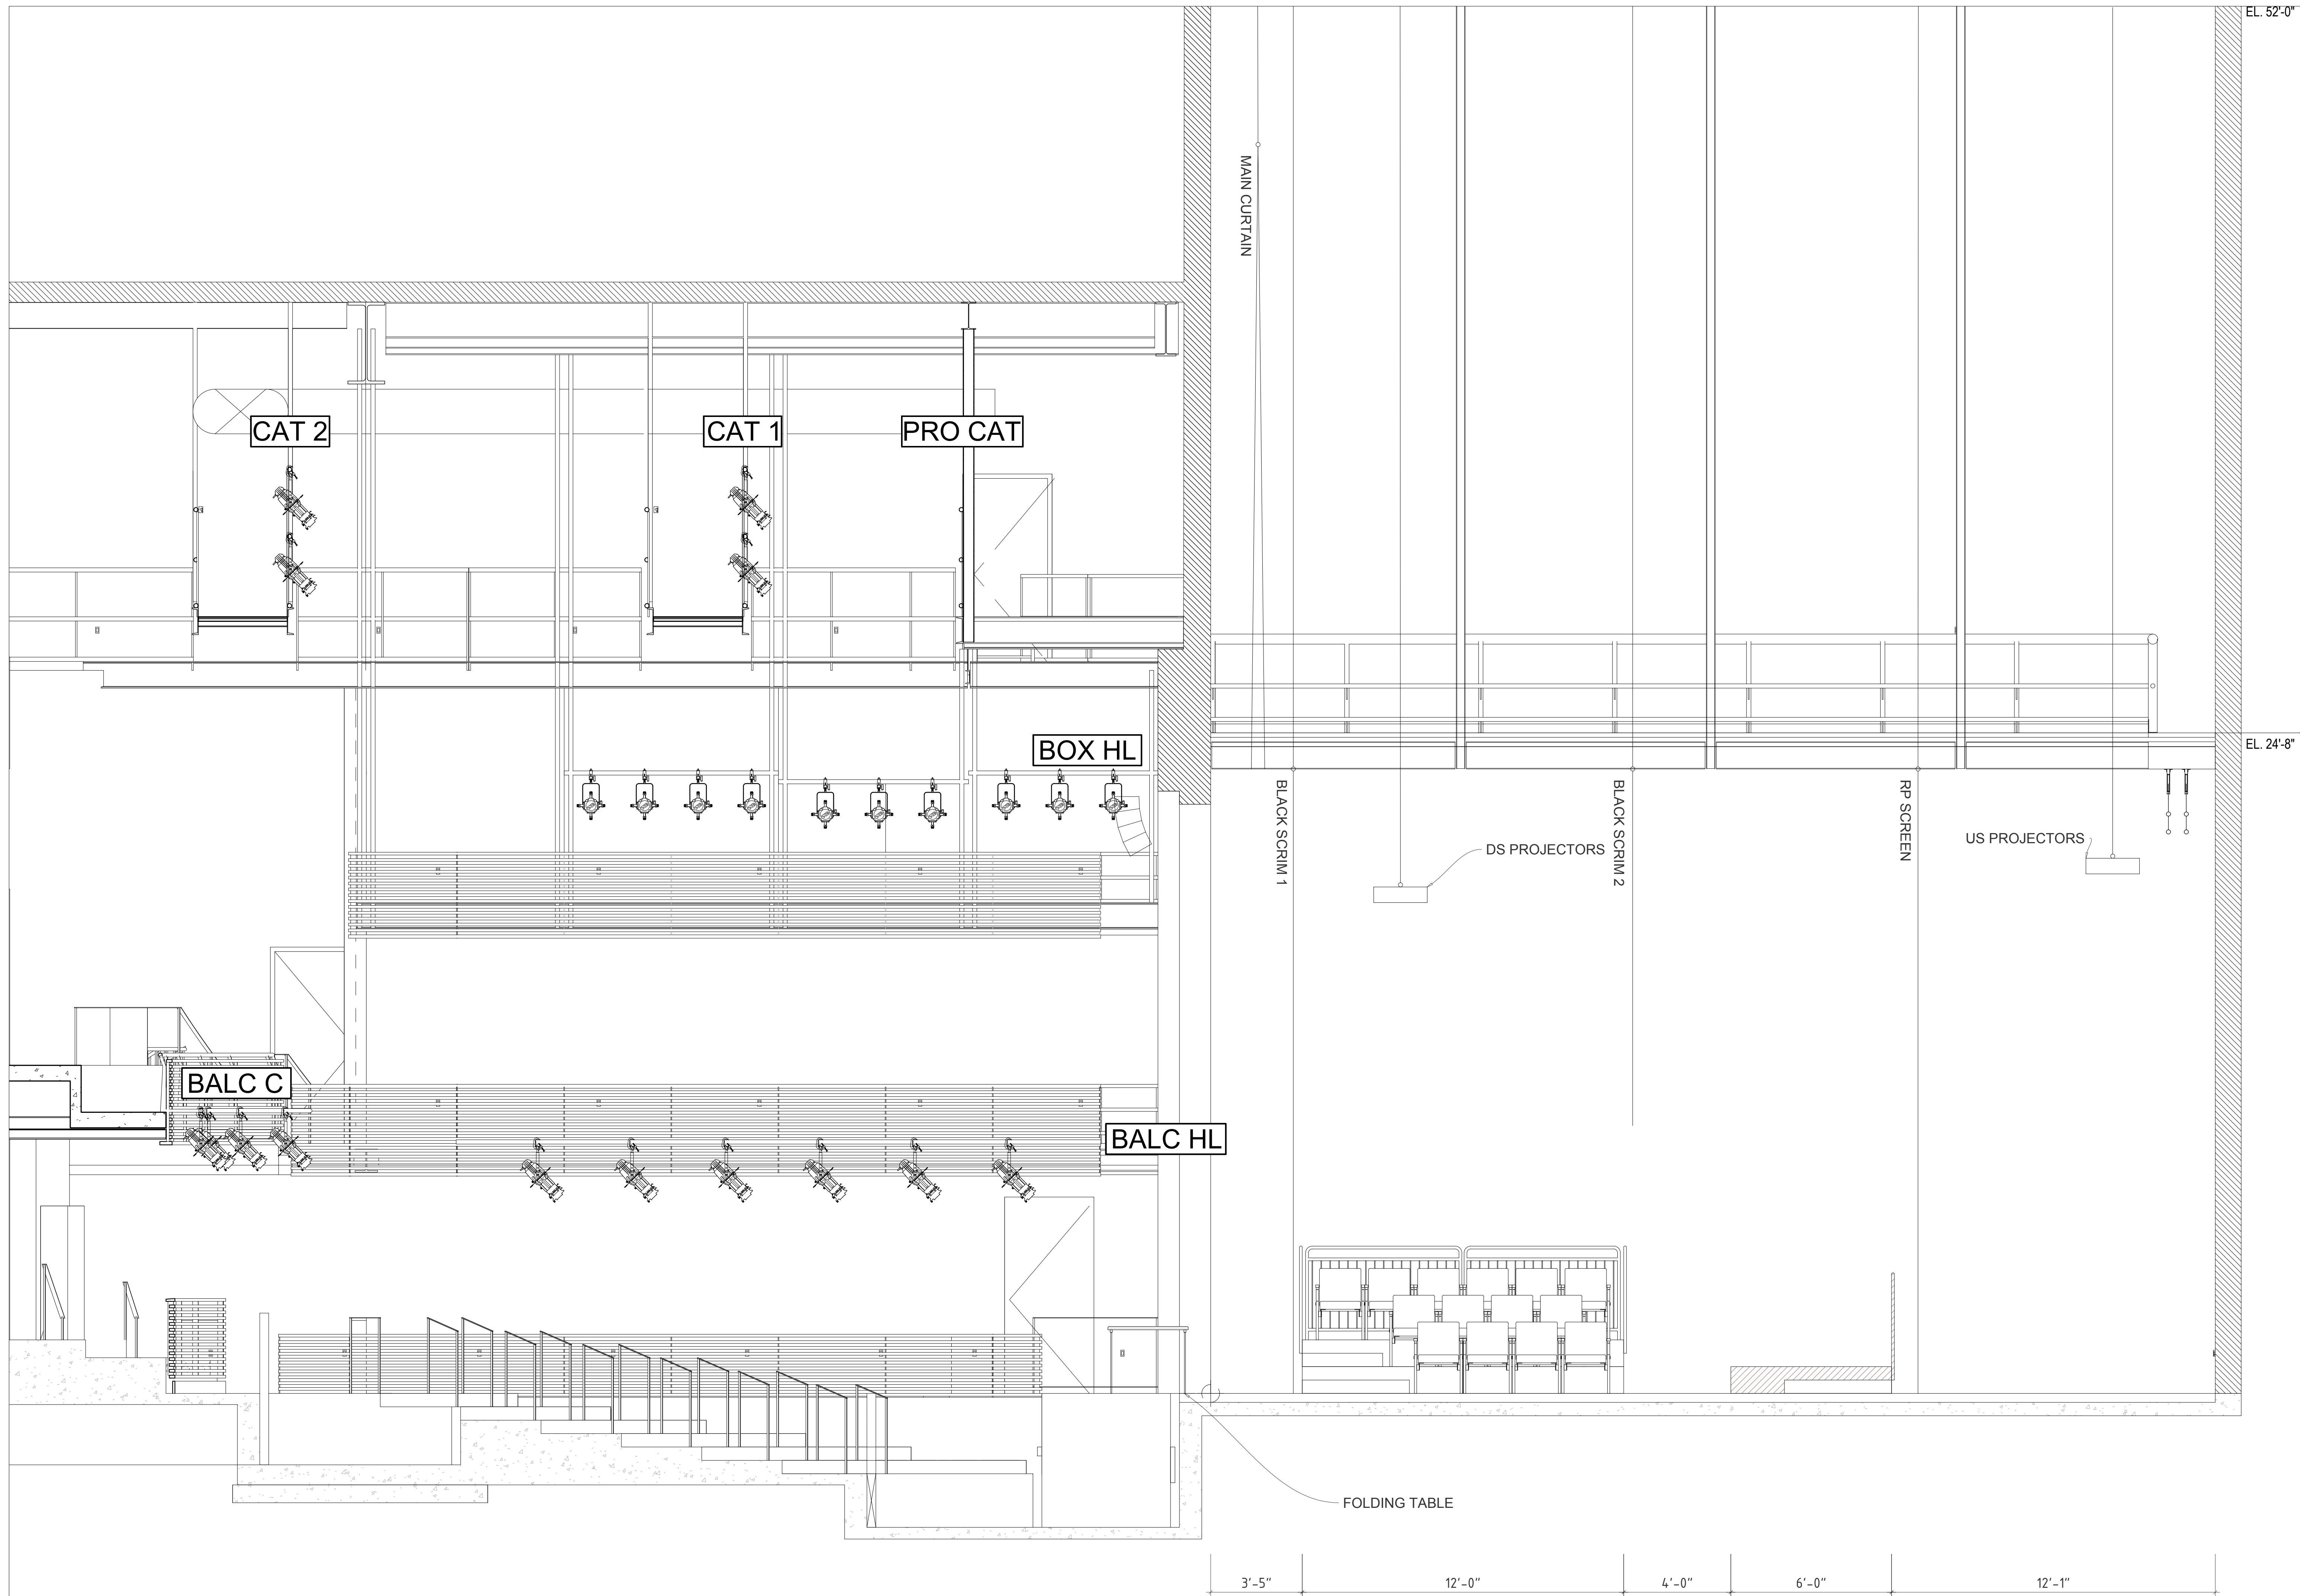 EL. 52'-0"
MAIN CURTAIN
CAT 2
CAT 1
PRO CAT
BOX HL
EL. 24'-8"
BLACK SCRIM 1
DS PROJECTORS
BLACK SCRIM 2
RP SCREEN
US PROJECTORS
BALC C
BALC HL
FOLDING TABLE
3'-5"
12'-0"
4'-0"
6'-0"
12'-1"